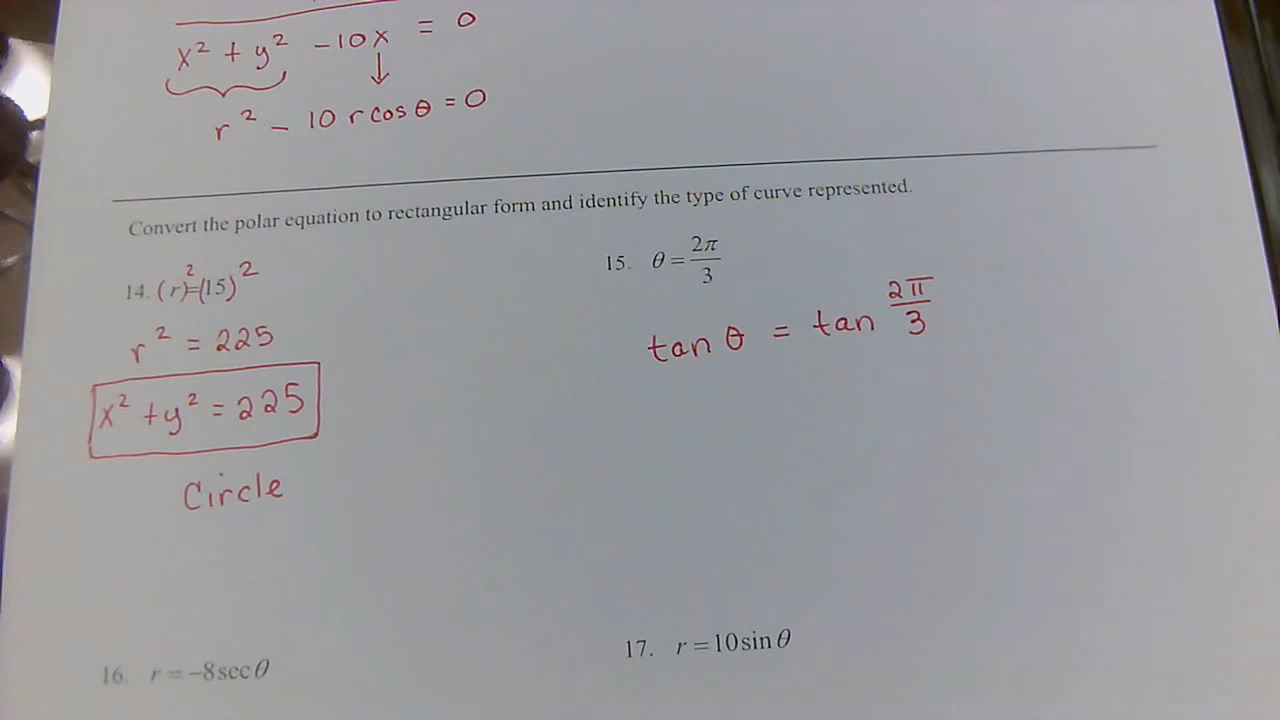 x² + y² - 10x = 0
r² - 10 r cos θ = 0
Convert the polar equation to rectangular form and identify the type of curve represented.
14. (r)² = (15)²
r² = 225
x² + y² = 225
Circle
15. θ = 2π/3
tan θ = tan 2π/3
16. r = -8 sec θ
17. r = 10 sin θ